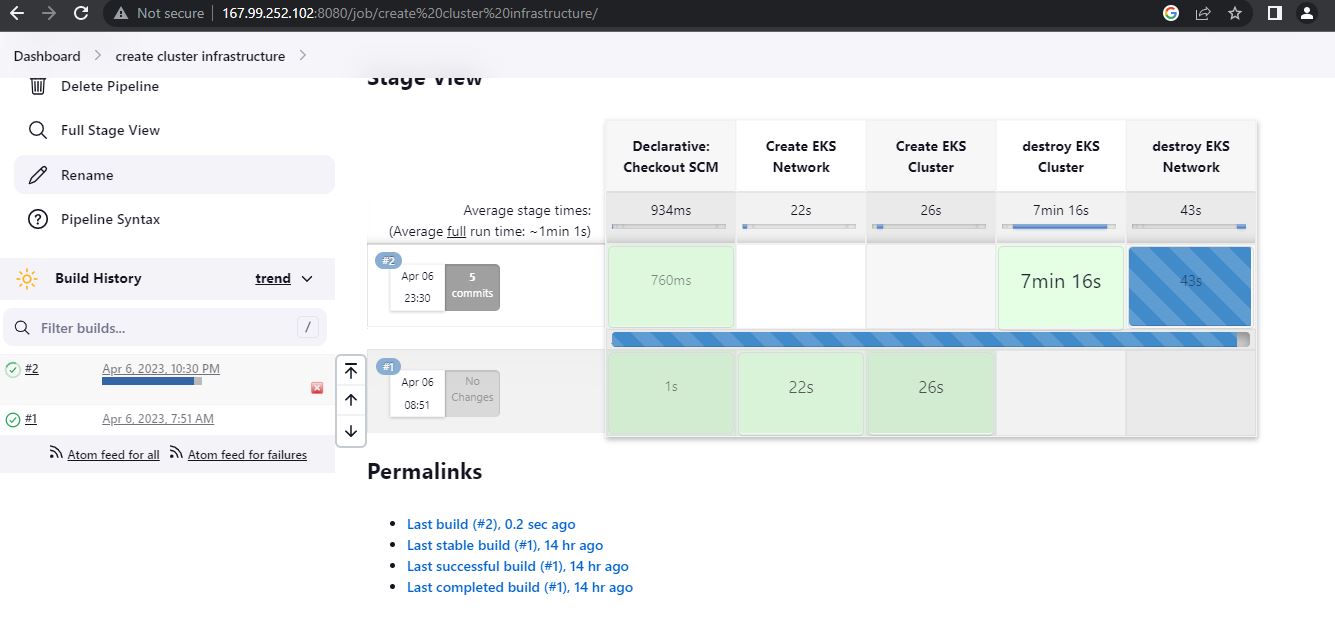 Not secure
167.99.252.102:8080/job/create%20cluster%20infrastructure/
Dashboard
create cluster infrastructure
Delete Pipeline
Full Stage View
Rename
Pipeline Syntax
Build History
trend
Filter builds...
/
#2
Apr 6, 2023, 10:30 PM
#1
Apr 6, 2023, 7:51 AM
Atom feed for all
Atom feed for failures
Stage View
Declarative:
Checkout SCM
Create EKS
Network
Create EKS
Cluster
destroy EKS
Cluster
destroy EKS
Network
Average stage times:
(Average full run time: ~1min 1s)
934ms
22s
26s
7min 16s
43s
#2
Apr 06
23:30
5
commits
760ms
7min 16s
43s
#1
Apr 06
08:51
No
Changes
1s
22s
26s
Permalinks
Last build (#2), 0.2 sec ago
Last stable build (#1), 14 hr ago
Last successful build (#1), 14 hr ago
Last completed build (#1), 14 hr ago